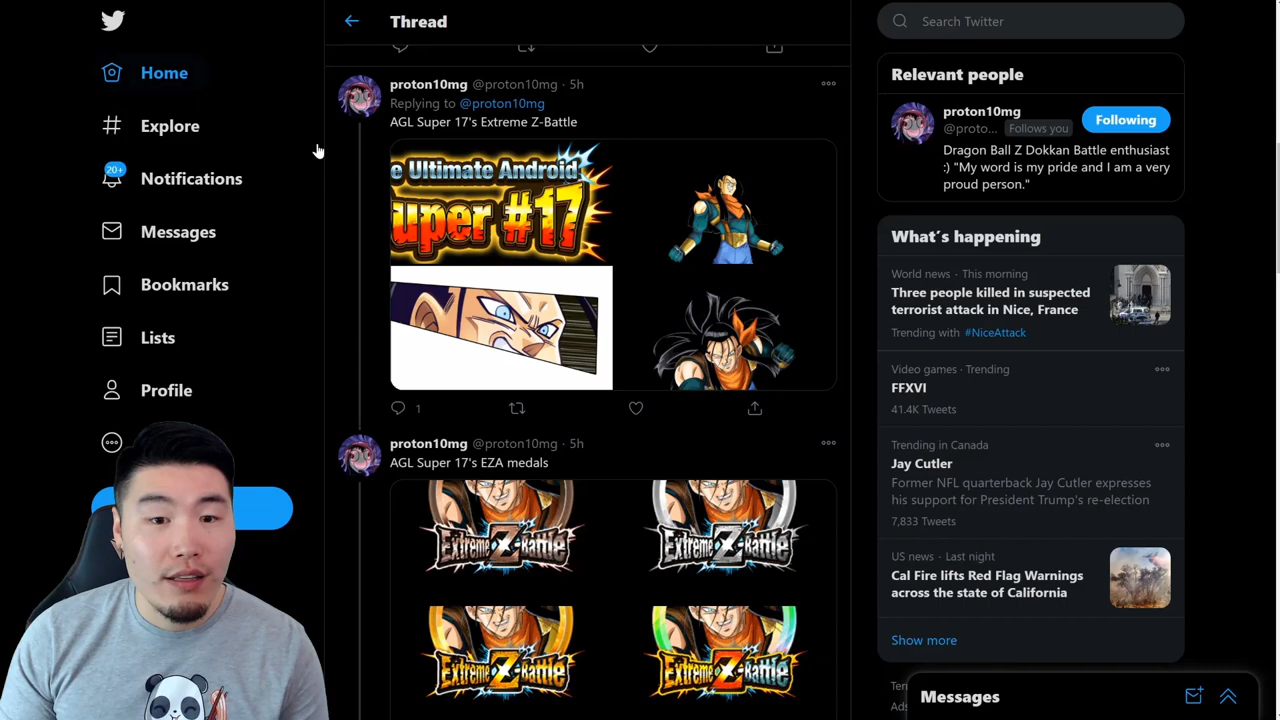 Home
Explore
20+
Notifications
Messages
Bookmarks
Lists
Profile
Thread
proton10mg @proton10mg · 5h
Replying to @proton10mg
AGL Super 17's Extreme Z-Battle
e Ultimate Android
uper #17
1
proton10mg @proton10mg · 5h
AGL Super 17's EZA medals
Extreme Z-Battle
Extreme Z-Battle
Extreme Z-Battle
Extreme Z-Battle
Search Twitter
Relevant people
proton10mg
@proto... Follows you
Following
Dragon Ball Z Dokkan Battle enthusiast
:) "My word is my pride and I am a very
proud person."
What's happening
World news · This morning
Three people killed in suspected
terrorist attack in Nice, France
Trending with #NiceAttack
Video games · Trending
FFXVI
41.4K Tweets
Trending in Canada
Jay Cutler
Former NFL quarterback Jay Cutler expresses
his support for President Trump's re-election
7,833 Tweets
US news · Last night
Cal Fire lifts Red Flag Warnings
across the state of California
Show more
Ter
Ads
Messages